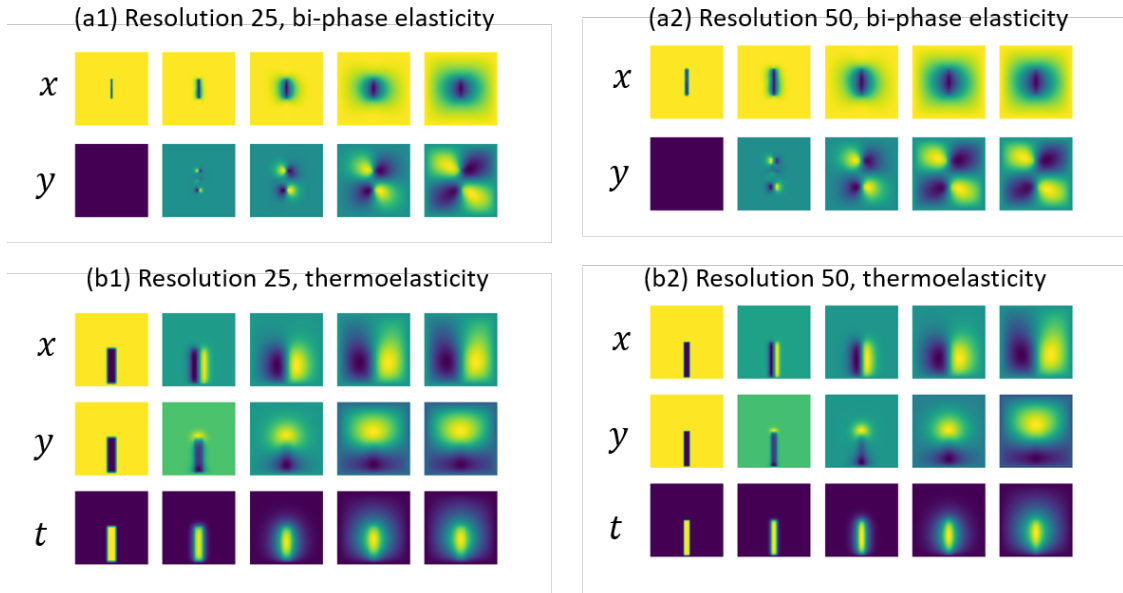 (a1) Resolution 25, bi-phase elasticity
x
y
(a2) Resolution 50, bi-phase elasticity
x
y
(b1) Resolution 25, thermoelasticity
x
y
t
(b2) Resolution 50, thermoelasticity
x
y
t